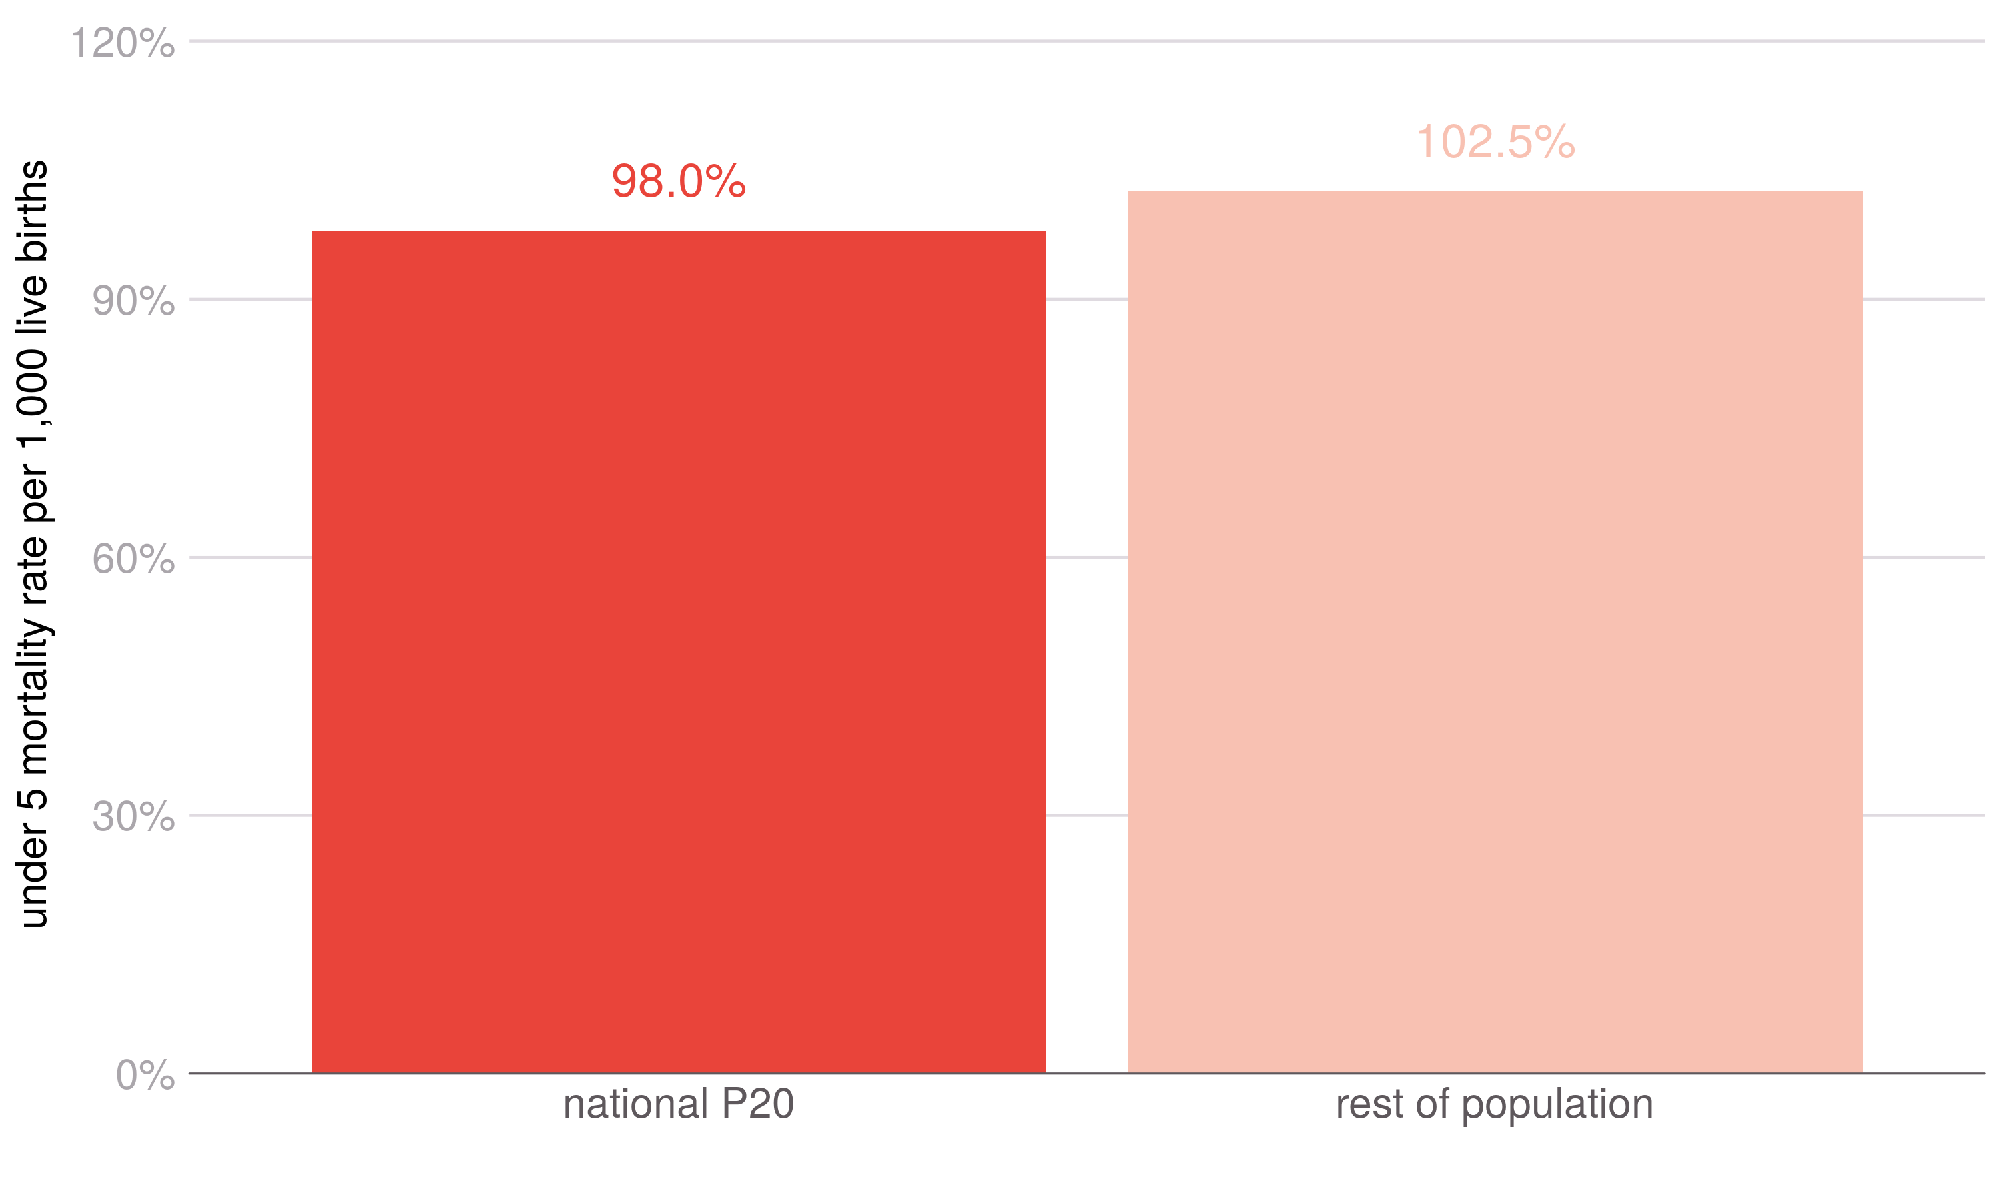 under 5 mortality rate per 1,000 live births
120%
90%
60%
30%
0%
98.0%
102.5%
national P20
rest of population